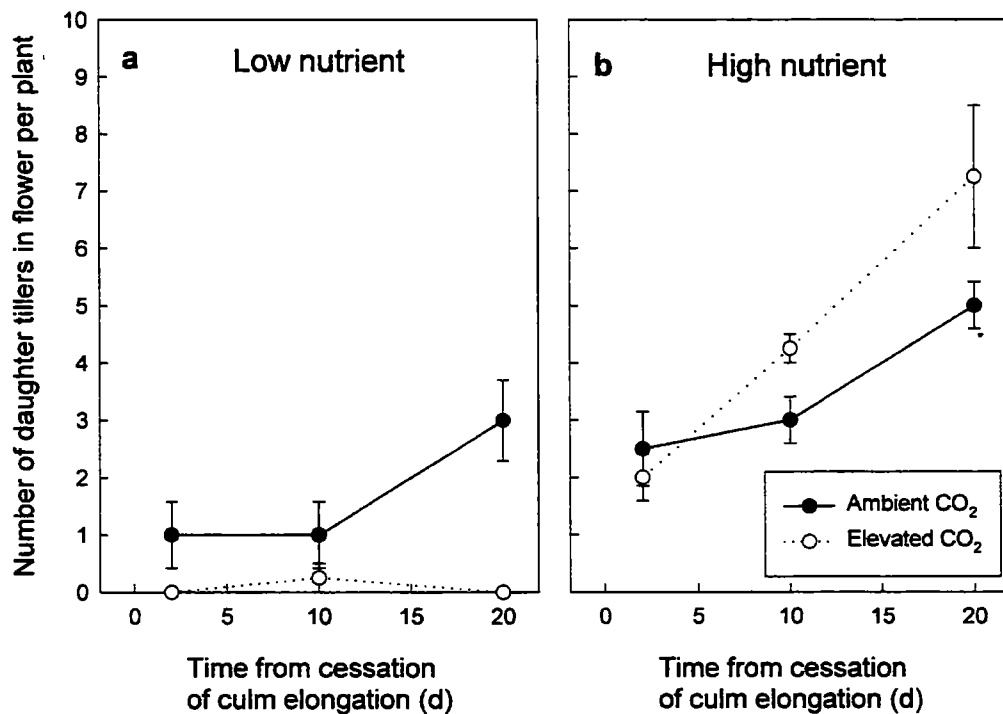 Number of daughter tillers in flower per plant
10
9
8
7
6
5
4
3
2
1
0
a
Low nutrient
0
5
10
15
20
Time from cessation
of culm elongation (d)
b
High nutrient
Ambient CO₂
Elevated CO₂
0
5
10
15
20
Time from cessation
of culm elongation (d)